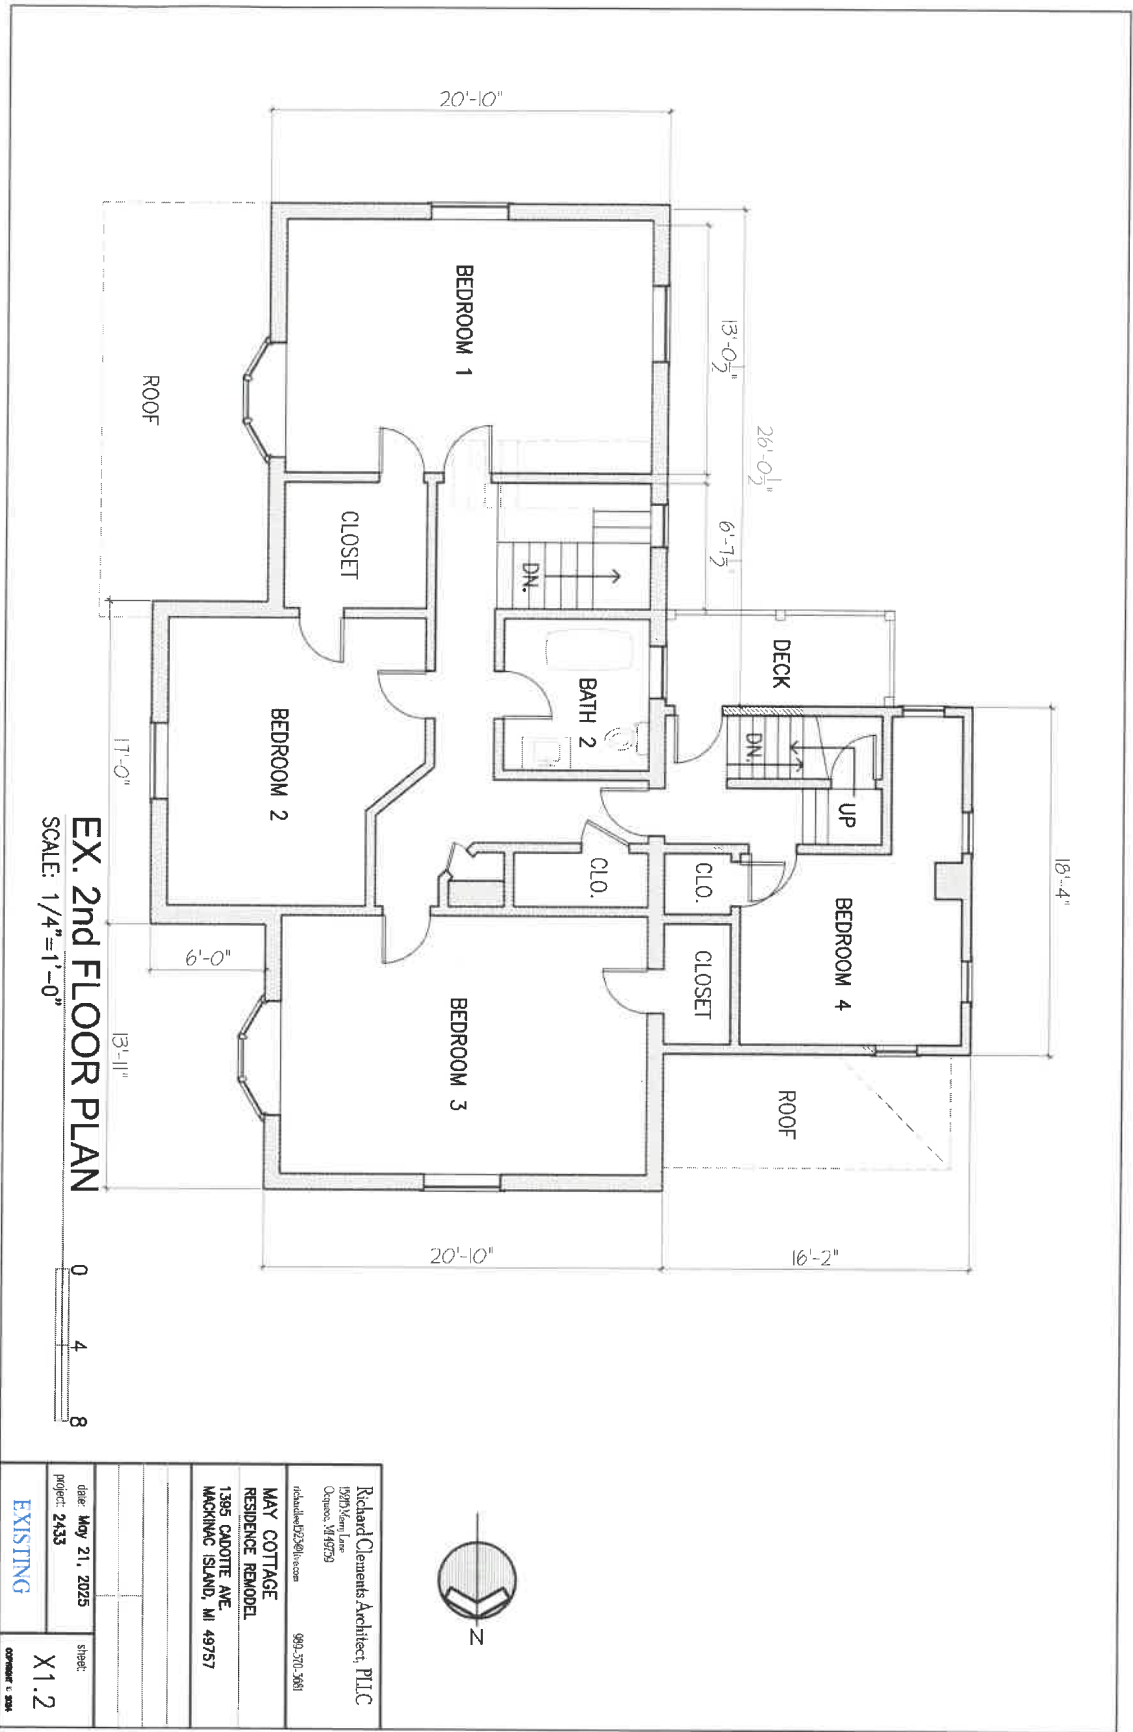 20'-10"
18'-4"
26'-0½"
13'-0½"
6'-7½"
DECK
DN.
UP
BEDROOM 4
ROOF
16'-2"
CLO.
CLOSET
BATH 2
CLO.
DN.
BEDROOM 1
BEDROOM 3
20'-10"
CLOSET
BEDROOM 2
ROOF
6'-0"
17'-0"
13'-11"
EX. 2nd FLOOR PLAN
SCALE: 1/4"=1'-0"
0 4 8
N
Richard Clements Architect, PLLC
Ocqueoc, MI 49759
989-370-3681
MAY COTTAGE
RESIDENCE REMODEL
1395 CADOTTE AVE.
MACKINAC ISLAND, MI 49757
date: May 21, 2025
project: 2433
EXISTING
sheet:
X1.2